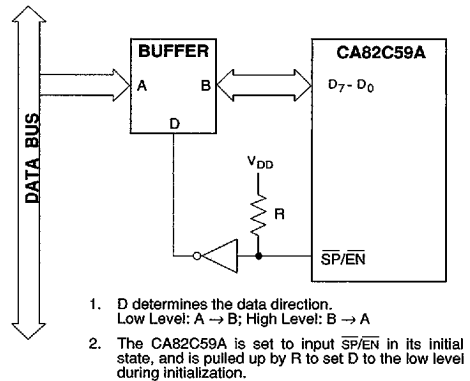 BUFFER
CA82C59A
A
B
D7 - D0
D
DATA BUS
VDD
R
SP/EN
1. D determines the data direction.
Low Level: A → B; High Level: B → A
2. The CA82C59A is set to input SP/EN in its initial
state, and is pulled up by R to set D to the low level
during initialization.